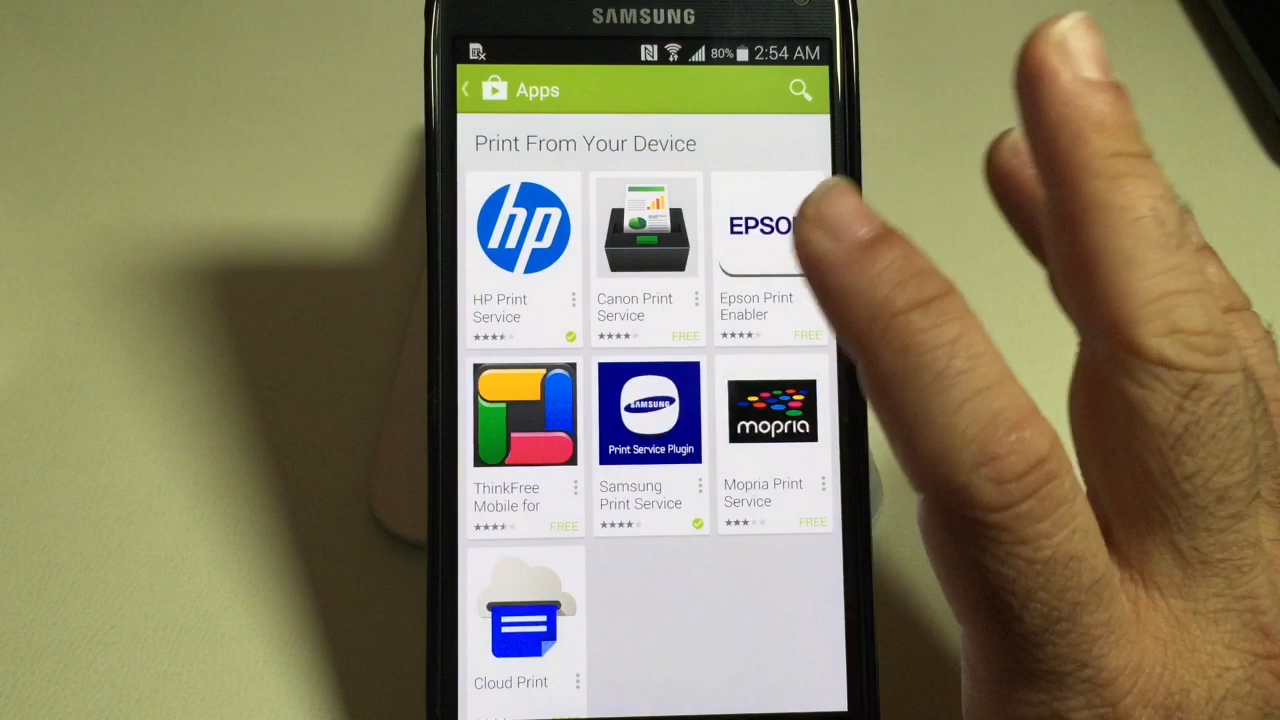 SAMSUNG
80% 2:54 AM
Apps
Print From Your Device
hp
EPSO
HP Print
Service
Canon Print
Service
FREE
Epson Print
Enabler
FREE
SAMSUNG
Print Service Plugin
mopria
ThinkFree
Mobile for
FREE
Samsung
Print Service
Mopria Print
Service
FREE
Cloud Print